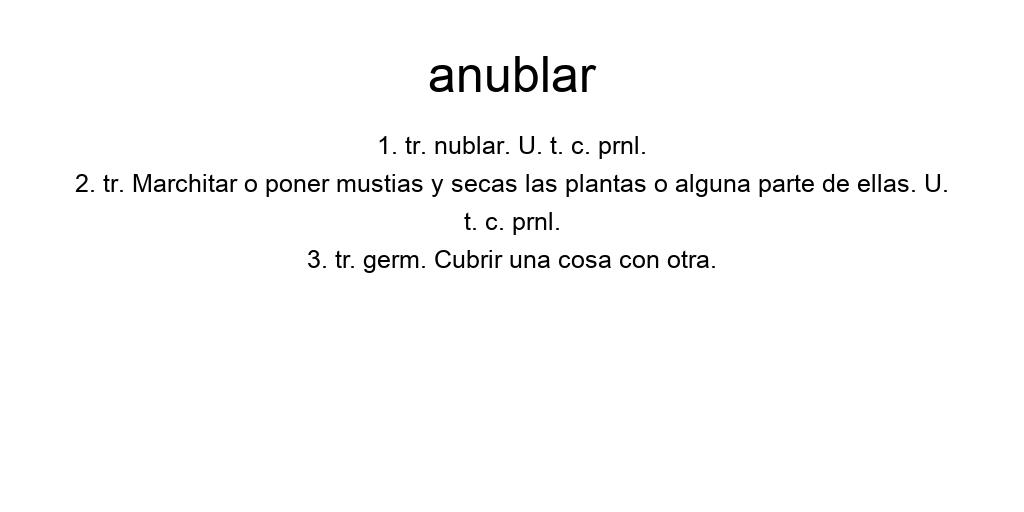 anublar
1. tr. nublar. U. t. c. prnl.
2. tr. Marchitar o poner mustias y secas las plantas o alguna parte de ellas. U.
t. c. prnl.
3. tr. germ. Cubrir una cosa con otra.